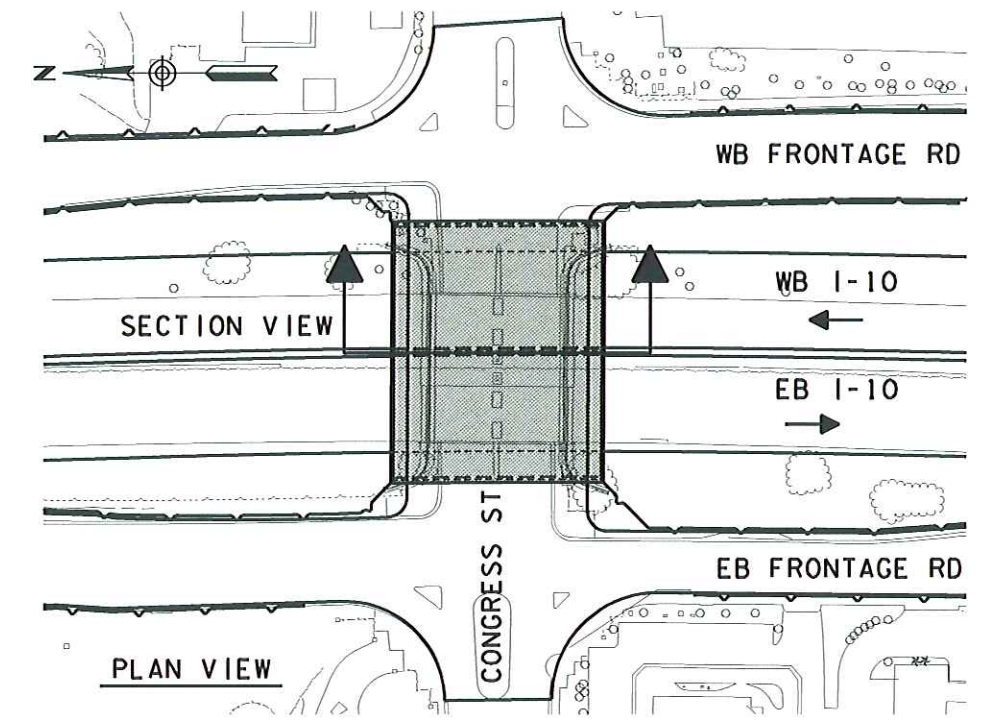 N
WB FRONTAGE RD
WB I-10
SECTION VIEW
EB I-10
CONGRESS ST
EB FRONTAGE RD
PLAN VIEW